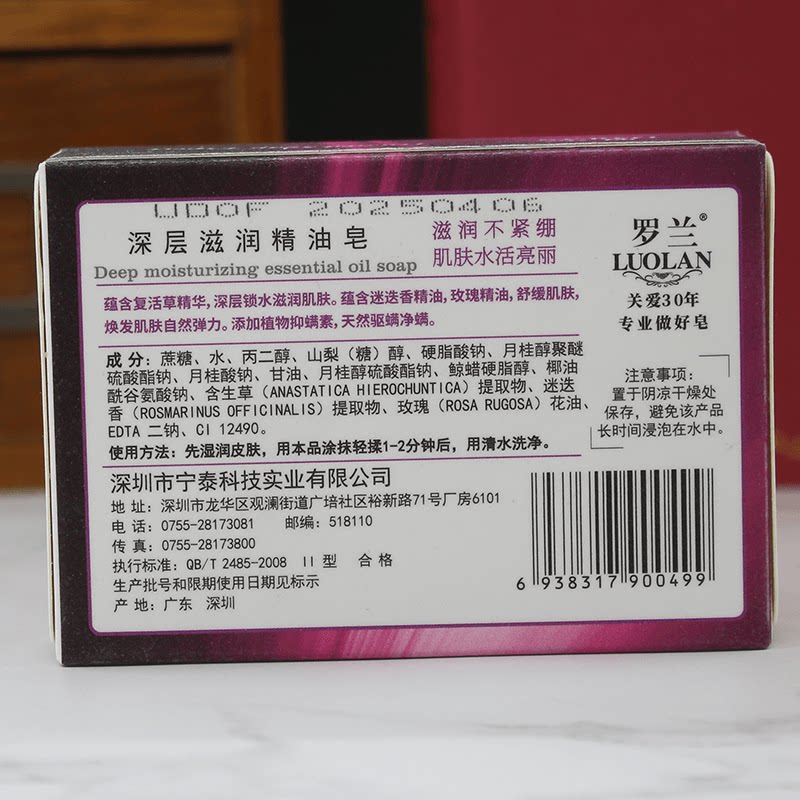 UDOF 20250406
深层滋润精油皂
Deep moisturizing essential oil soap
滋润不紧绷
肌肤水活亮丽
罗兰®
LUOLAN
关爱30年
专业做好皂
蕴含复活草精华，深层锁水滋润肌肤。蕴含迷迭香精油，玫瑰精油，舒缓肌肤，
焕发肌肤自然弹力。添加植物抑螨素，天然驱螨净螨。
成 分：蔗糖、水、丙二醇、山梨（糖）醇、硬脂酸钠、月桂醇聚醚
硫酸酯钠、月桂酸钠、甘油、月桂醇硫酸酯钠、鲸蜡硬脂醇、椰油
酰谷氨酸钠、含生草（ANASTATICA HIEROCHUNTICA）提取物、迷迭
香（ROSMARINUS OFFICINALIS）提取物、玫瑰（ROSA RUGOSA）花油、
EDTA 二钠、CI 12490。
使用方法：先湿润皮肤，用本品涂抹轻揉1-2分钟后，用清水洗净。
注意事项：
置于阴凉干燥处
保存，避免该产品
长时间浸泡在水中。
深圳市宁泰科技实业有限公司
地 址：深圳市龙华区观澜街道广培社区裕新路71号厂房6101
电 话：0755-28173081 邮编：518110
传 真：0755-28173800
执行标准：QB/T 2485-2008 II 型 合格
生产批号和限期使用日期见标示
产 地：广东 深圳
6 938317 900499